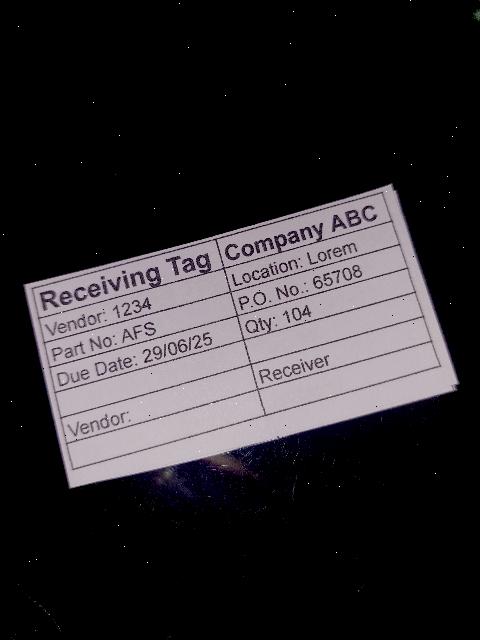 Receiving Tag Company ABC
Vendor: 1234 Location: Lorem
Part No: AFS P.O. No.: 65708
Due Date: 29/06/25 Qty: 104
Vendor: Receiver